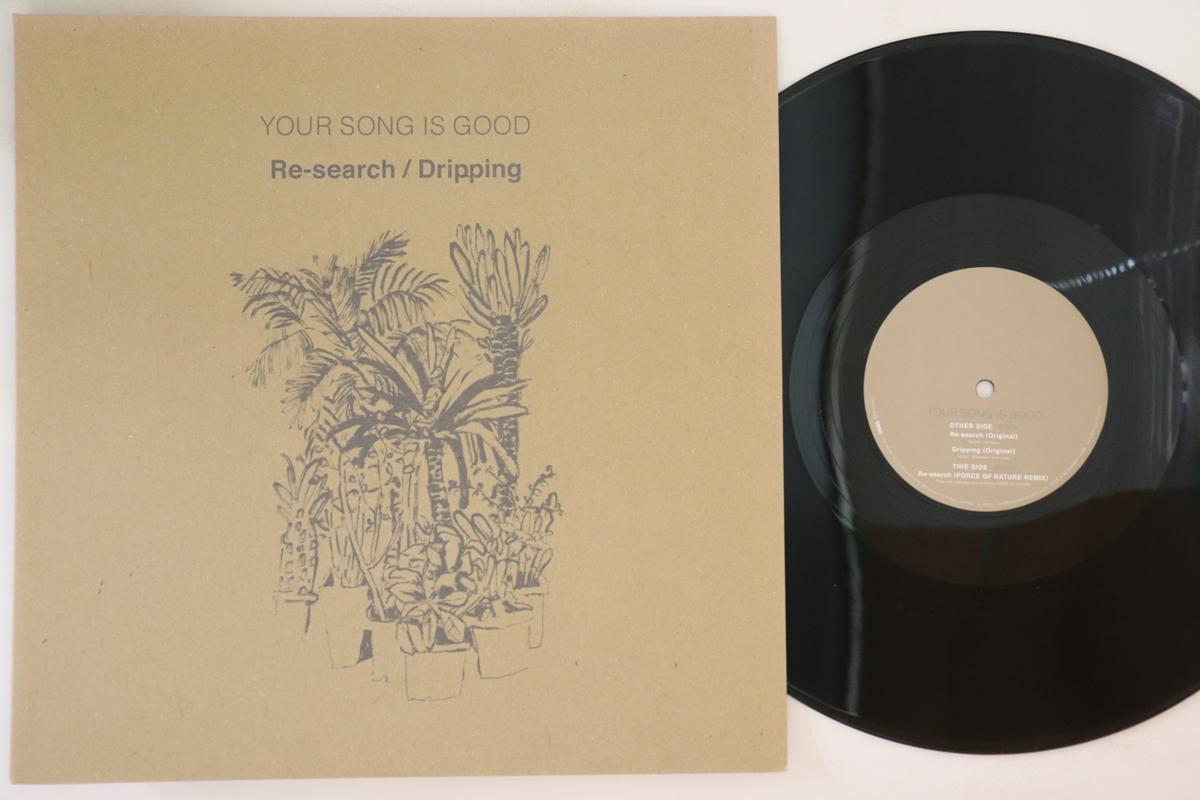 YOUR SONG IS GOOD
Re-search / Dripping
YOUR SONG IS GOOD
OTHER SIDE
Re-search (Original)
Dripping (Original)
THIS SIDE
Re-search (FORCE OF NATURE REMIX)